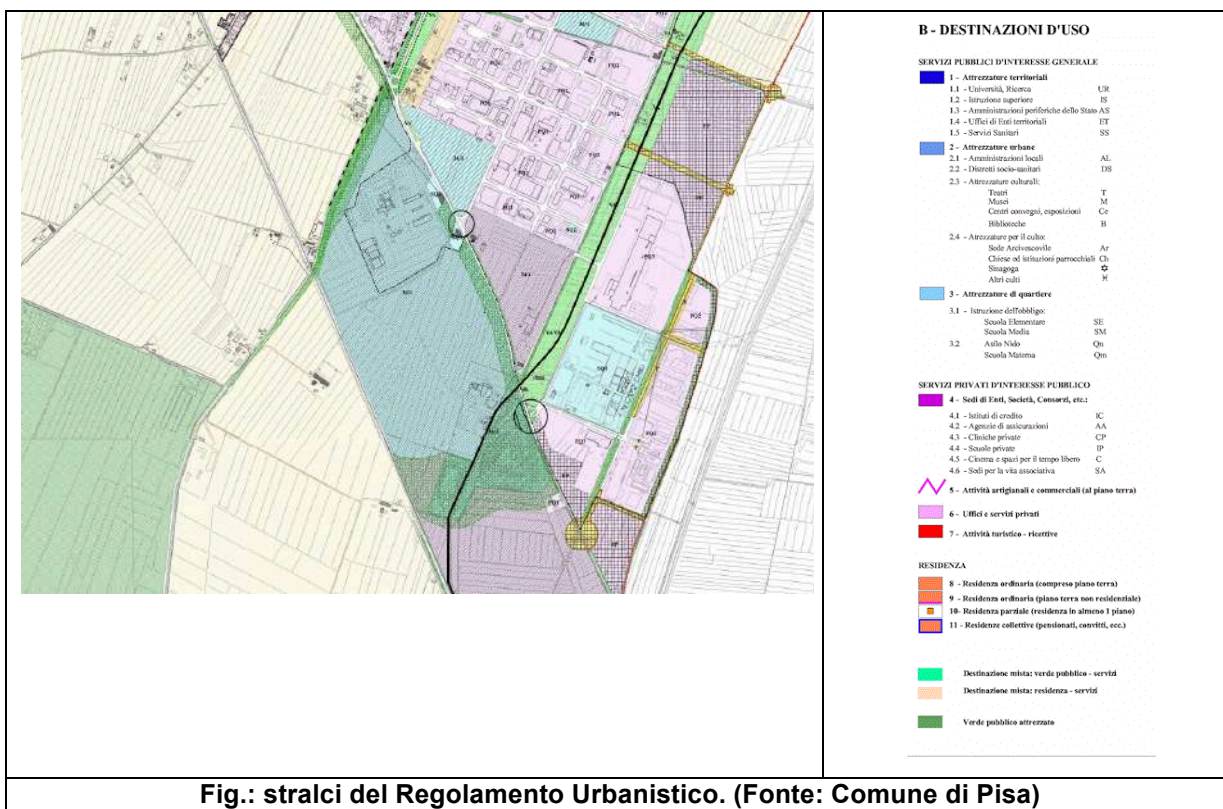 B - DESTINAZIONI D'USO
SERVIZI PUBBLICI D'INTERESSE GENERALE
1 - Attrezzature territoriali
1.1 - Università, Ricerca UR
1.2 - Istruzione superiore IS
1.3 - Amministrazioni periferiche dello Stato AS
1.4 - Uffici di Enti territoriali ET
1.5 - Servizi Sanitari SS
2 - Attrezzature urbane
2.1 - Amministrazioni locali AL
2.2 - Distretti socio-sanitari DS
2.3 - Attrezzature culturali:
Teatri T
Musei M
Centri convegni, esposizioni Ce
Biblioteche B
2.4 - Attrezzature per il culto:
Sede Arcivescovile Ar
Chiese ed istituzioni parrocchiali Ch
Sinagoga ✡
Altri culti
3 - Attrezzature di quartiere
3.1 - Istruzione dell'obbligo:
Scuola Elementare SE
Scuola Media SM
3.2 Asilo Nido Qn
Scuola Materna Qm
SERVIZI PRIVATI D'INTERESSE PUBBLICO
4 - Sedi di Enti, Società, Consorzi, etc.:
4.1 - Istituti di credito IC
4.2 - Agenzie di assicurazioni AA
4.3 - Cliniche private CP
4.4 - Scuole private IP
4.5 - Cinema e spazi per il tempo libero C
4.6 - Sedi per la vita associativa SA
5 - Attività artigianali e commerciali (al piano terra)
6 - Uffici e servizi privati
7 - Attività turistico - ricettive
RESIDENZA
8 - Residenza ordinaria (compreso piano terra)
9 - Residenza ordinaria (piano terra non residenziale)
10- Residenza parziale (residenza in almeno 1 piano)
11 - Residenze collettive (pensionati, convitti, ecc.)
Destinazione mista: verde pubblico - servizi
Destinazione mista: residenza - servizi
Verde pubblico attrezzato
Fig.: stralci del Regolamento Urbanistico. (Fonte: Comune di Pisa)